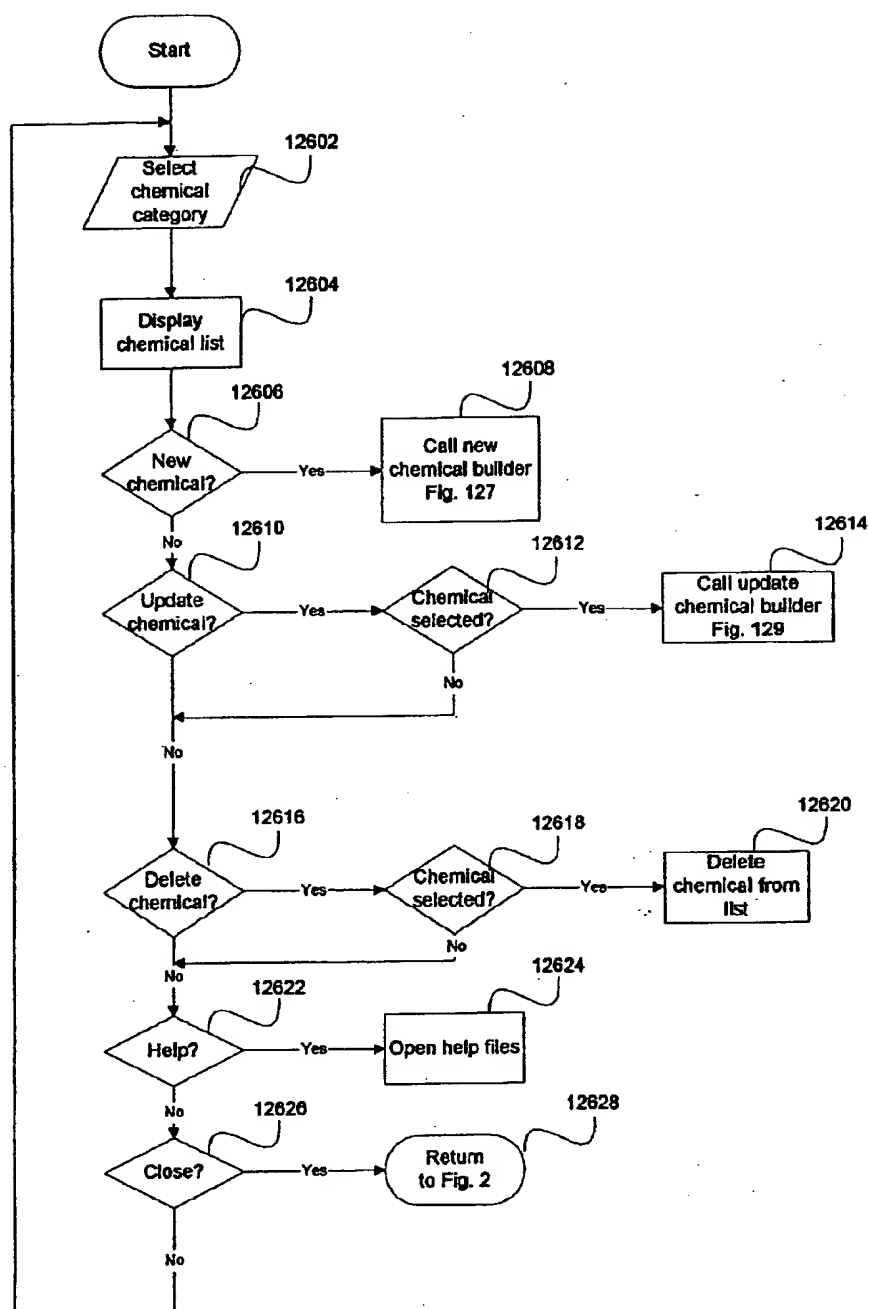 Start
12602
Select
chemical
category
12604
Display
chemical list
12606
12608
New
chemical?
Yes
Call new
chemical builder
Fig. 127
No
12610
12612
12614
Update
chemical?
Yes
Chemical
selected?
Yes
Call update
chemical builder
Fig. 129
No
No
12616
12618
12620
Delete
chemical?
Yes
Chemical
selected?
Yes
Delete
chemical from
list
No
No
12622
12624
Help?
Yes
Open help files
No
12626
12628
Close?
Yes
Return
to Fig. 2
No